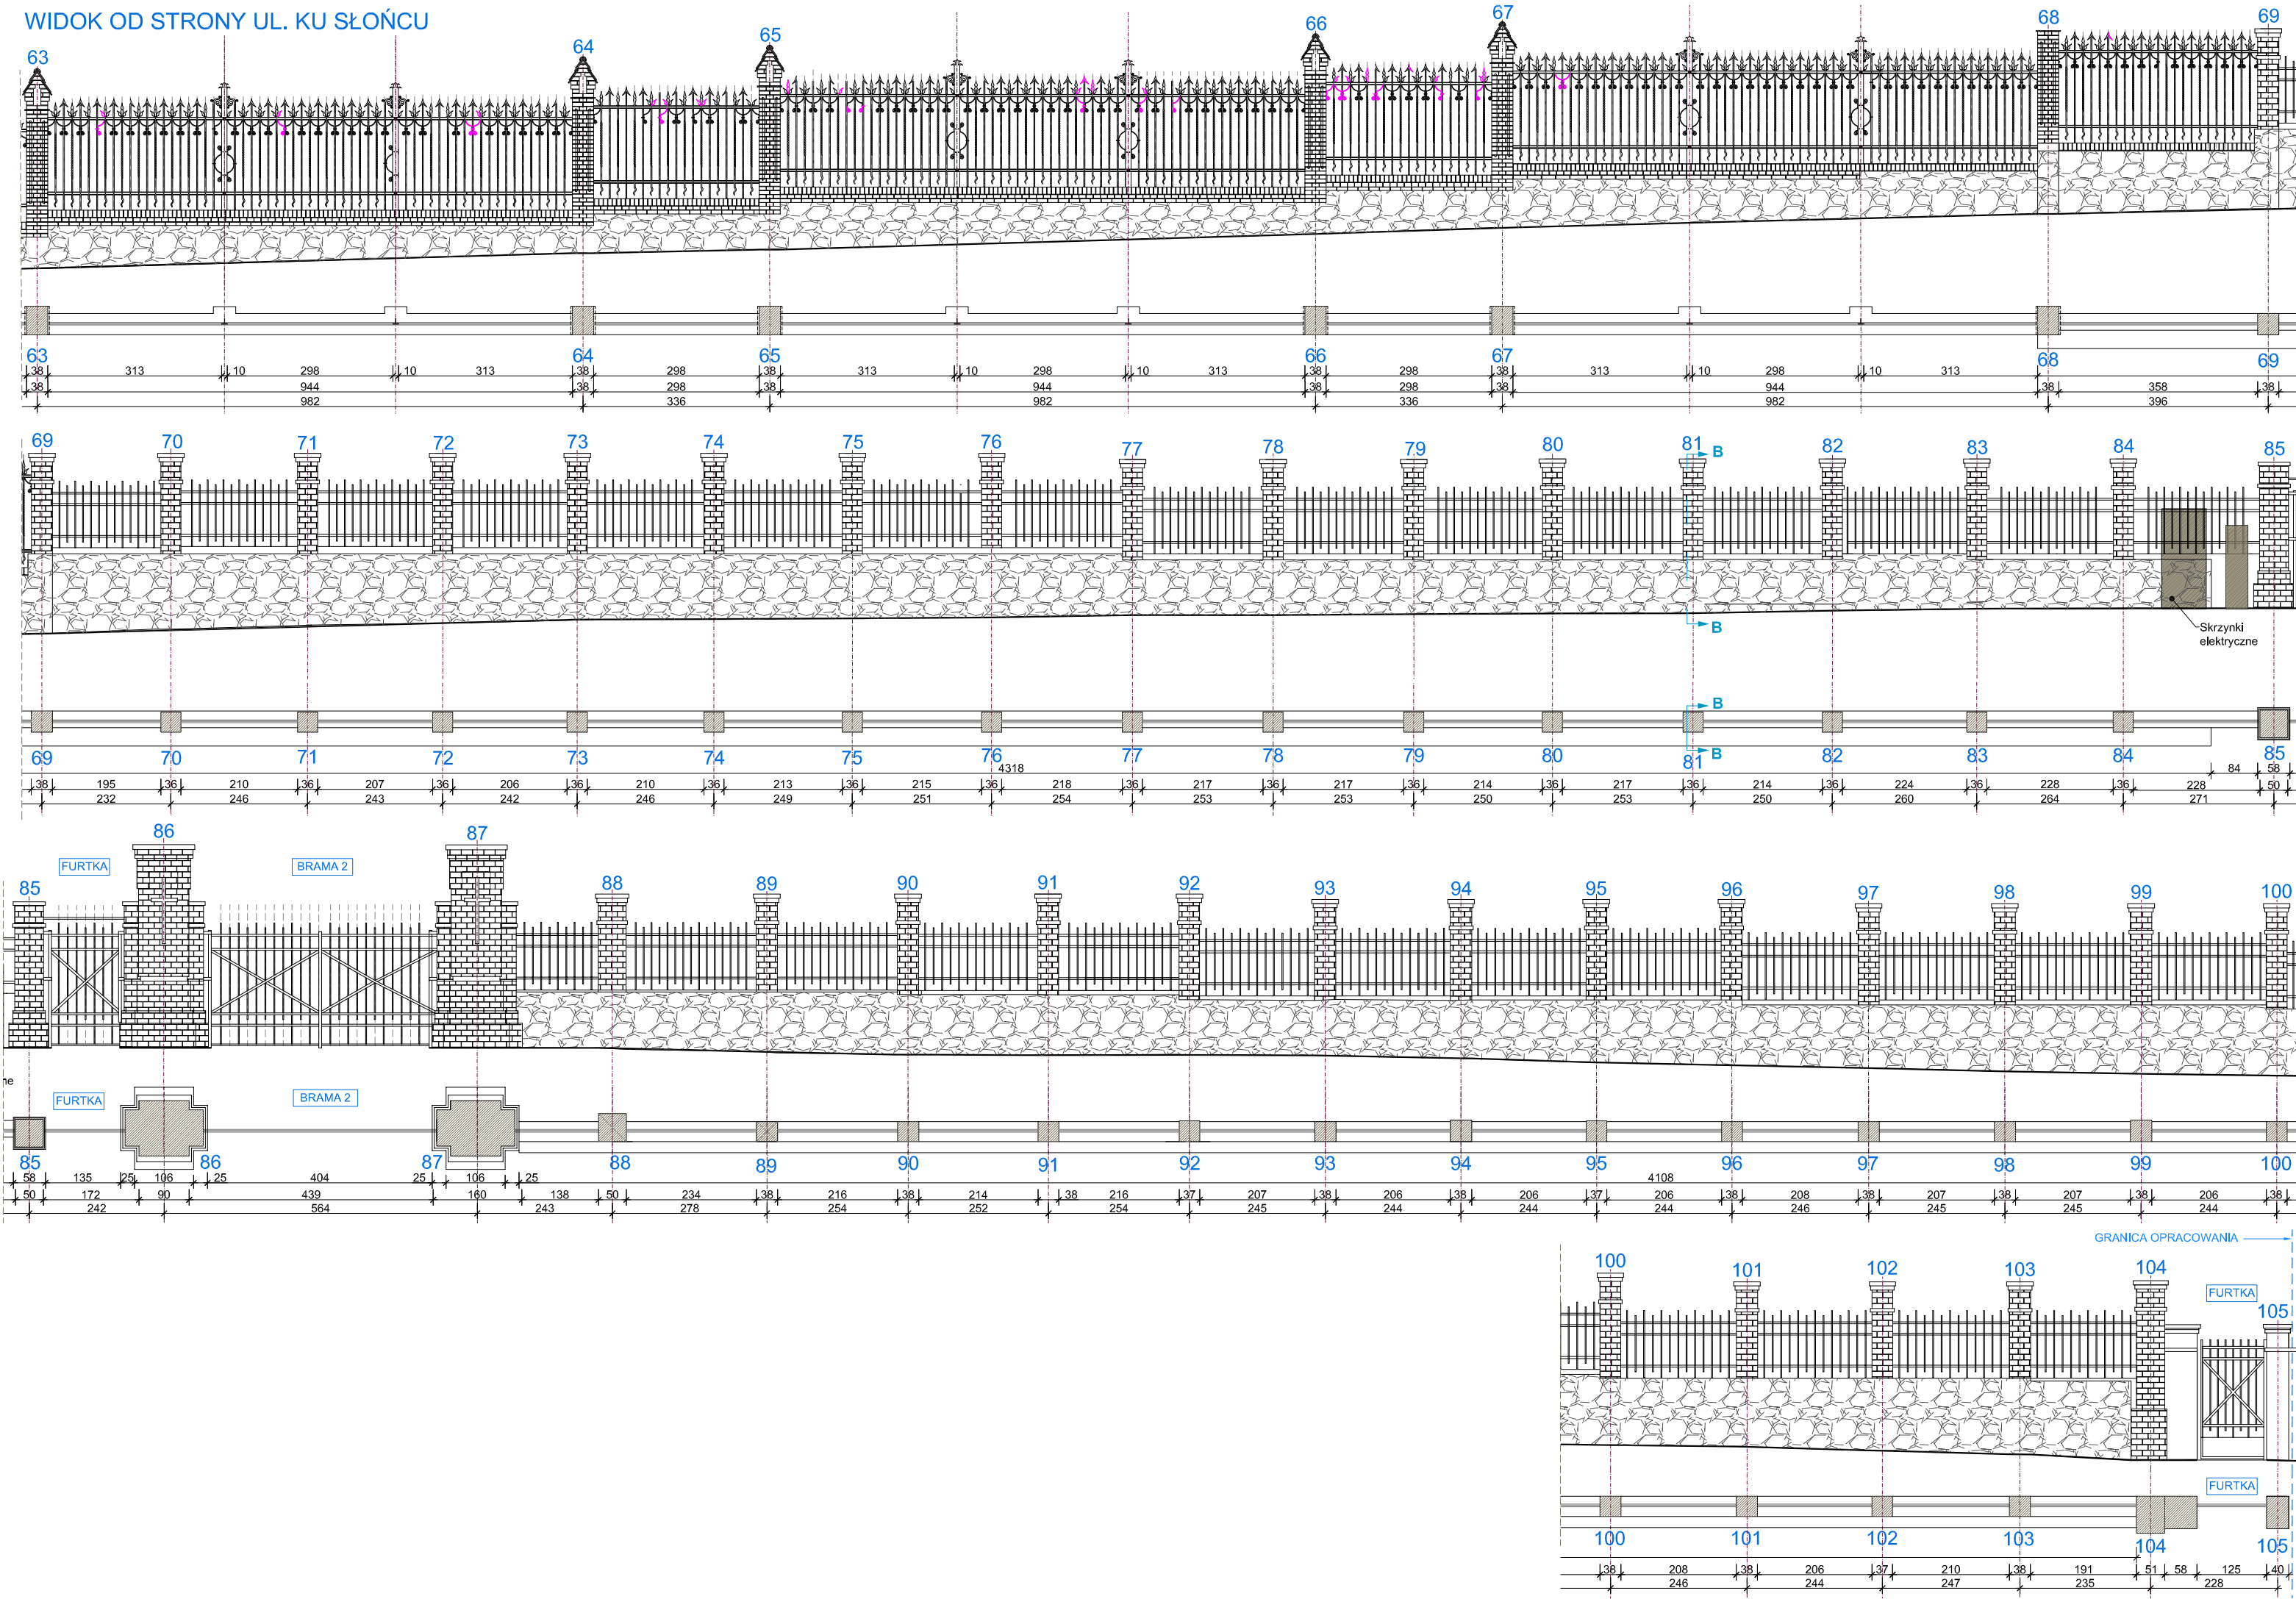 WIDOK OD STRONY UL. KU SŁOŃCU
63 64 65 66 67 68 69
63 64 65 66 67 68 69
38 313 10 298 10 313 38 298 38 313 10 298 10 313 38 298 38 313 10 298 10 313
38 944 38 298 38 944 38 298 38 944 38 358 38
982 336 982 336 982 396
69 70 71 72 73 74 75 76 77 78 79 80 81 82 83 84 85
B
B
Skrzynki
elektryczne
B
B
69 70 71 72 73 74 75 76 77 78 79 80 81 82 83 84 85
4318 84 58
38 195 36 210 36 207 36 206 36 210 36 213 36 215 36 218 36 217 36 217 36 214 36 217 36 214 36 224 36 228 36 228 50
232 246 243 242 246 249 251 254 253 253 250 253 250 260 264 271
85 86 87 88 89 90 91 92 93 94 95 96 97 98 99 100
FURTKA
BRAMA 2
ne
FURTKA
BRAMA 2
85 86 87 88 89 90 91 92 93 94 95 96 97 98 99 100
58 135 25 106 25 404 25 106 25 4108
50 172 90 439 160 138 50 234 38 216 38 214 38 216 37 207 38 206 38 206 37 206 38 208 38 207 38 207 38 206 38
242 564 243 278 254 252 254 245 244 244 244 246 245 245 244
GRANICA OPRACOWANIA
100 101 102 103 104 105
FURTKA
FURTKA
100 101 102 103 104 105
38 208 38 206 37 210 38 191 51 58 125 40
246 244 247 235 228